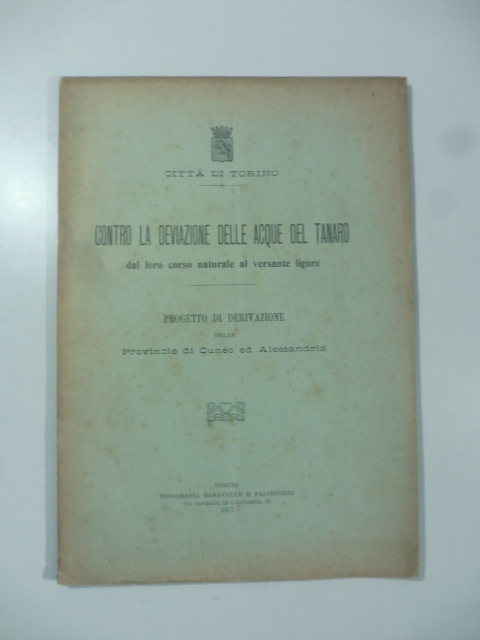 CITTÀ DI TORINO
CONTRO LA DEVIAZIONE DELLE ACQUE DEL TANARO
dal loro corso naturale al versante ligure
PROGETTO DI DERIVAZIONE
DELLE
Provincie di Cuneo ed Alessandria
TORINO
TIPOGRAFIA BARAVALLE E FALCONIERI
1917